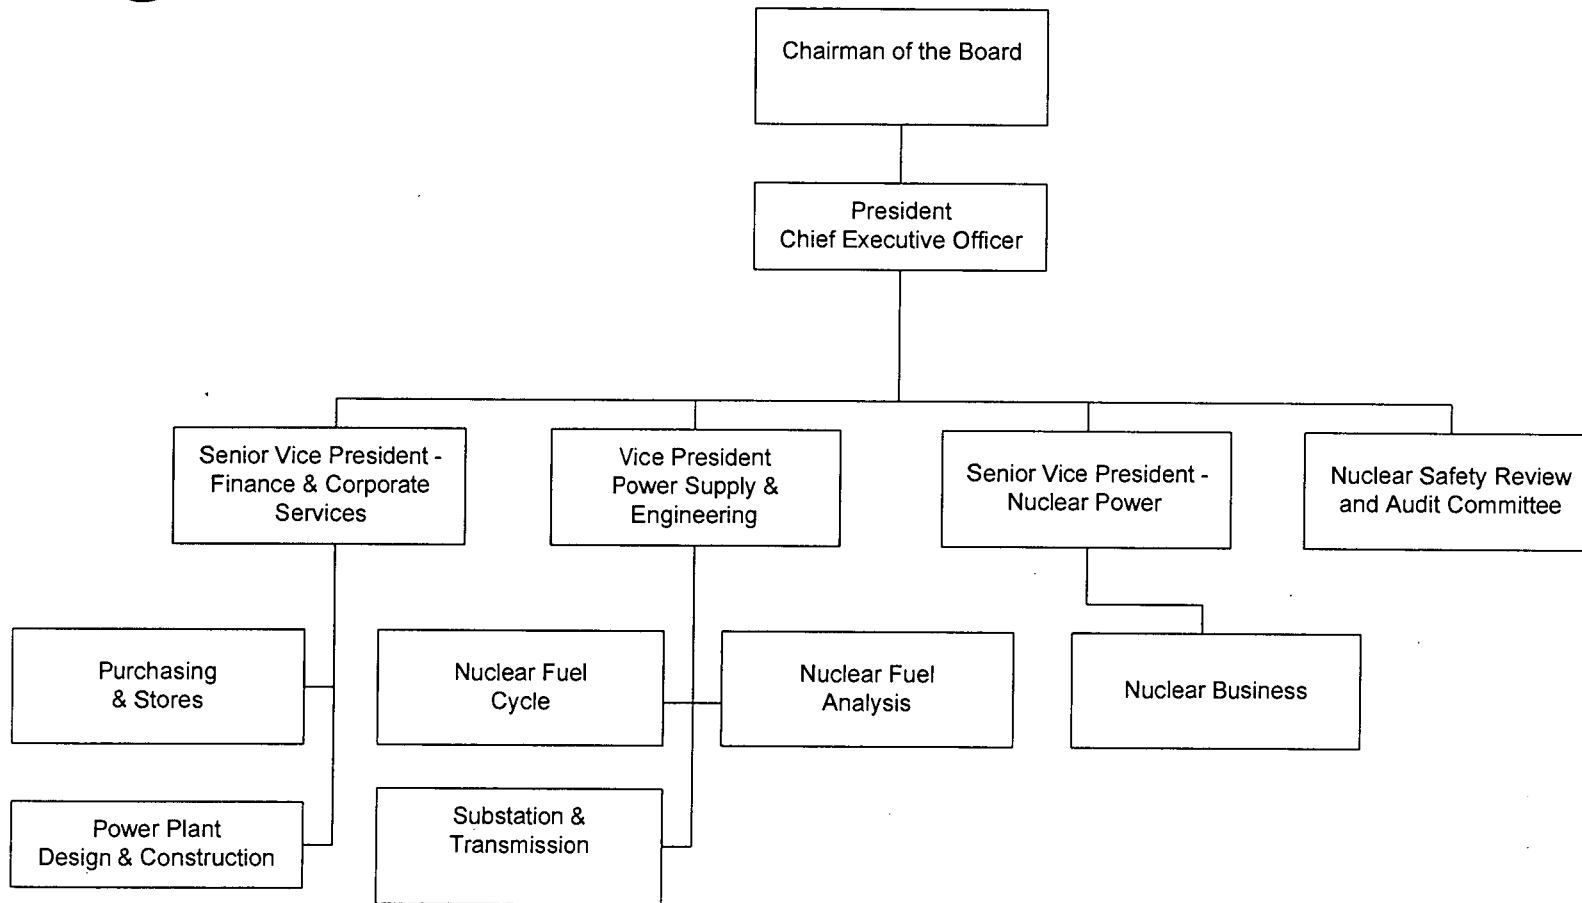 Chairman of the Board
President
Chief Executive Officer
Senior Vice President -
Finance & Corporate
Services
Vice President
Power Supply &
Engineering
Senior Vice President -
Nuclear Power
Nuclear Safety Review
and Audit Committee
Purchasing
& Stores
Nuclear Fuel
Cycle
Nuclear Fuel
Analysis
Nuclear Business
Power Plant
Design & Construction
Substation &
Transmission